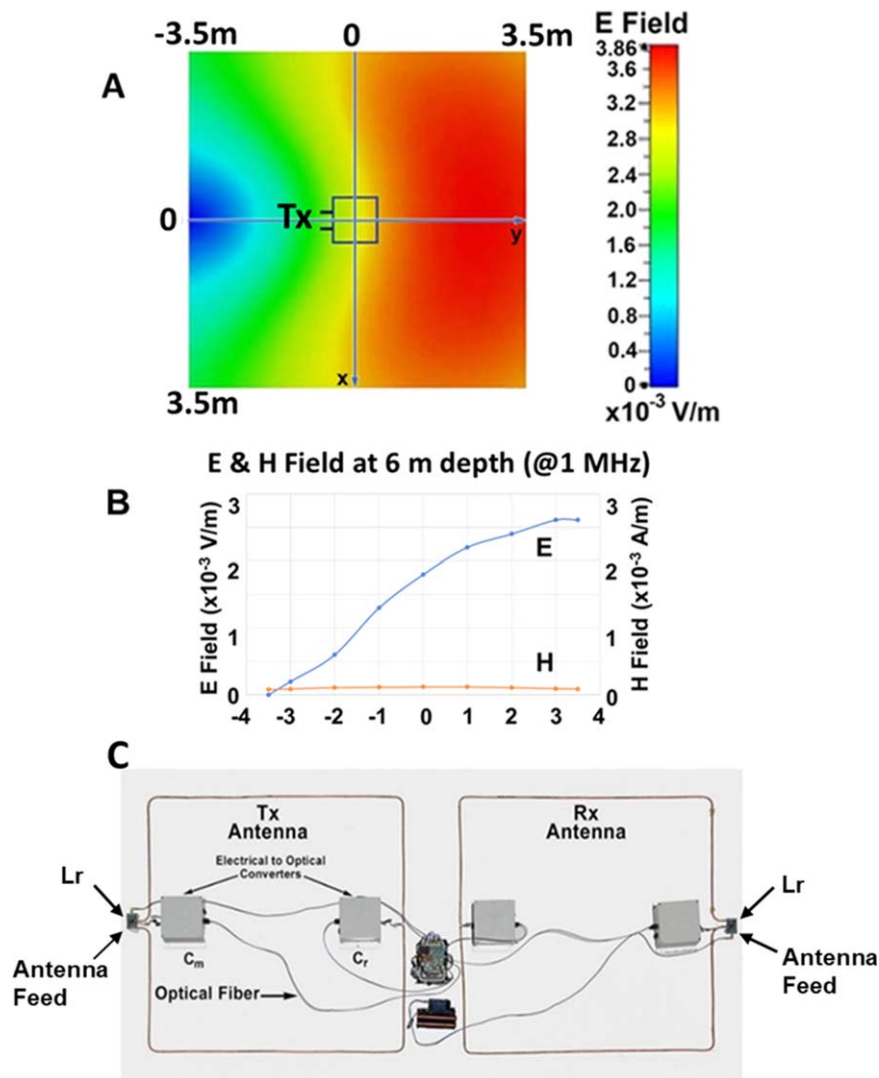 -3.5m 0 3.5m E Field
A
3.86
3.6
3.2
2.8
2.4
2.0
1.6
1.2
0.8
0.4
0
x10⁻³ V/m
0 Tx
y
x
3.5m
E & H Field at 6 m depth (@1 MHz)
B
E Field (x10⁻³ V/m)
3
2
1
0
E
H
3
2
1
0
H Field (x10⁻³ A/m)
-4 -3 -2 -1 0 1 2 3 4
C
Tx
Antenna
Rx
Antenna
Electrical to Optical
Converters
Lr
Lr
Antenna
Feed
Antenna
Feed
Cm
Cr
Optical Fiber